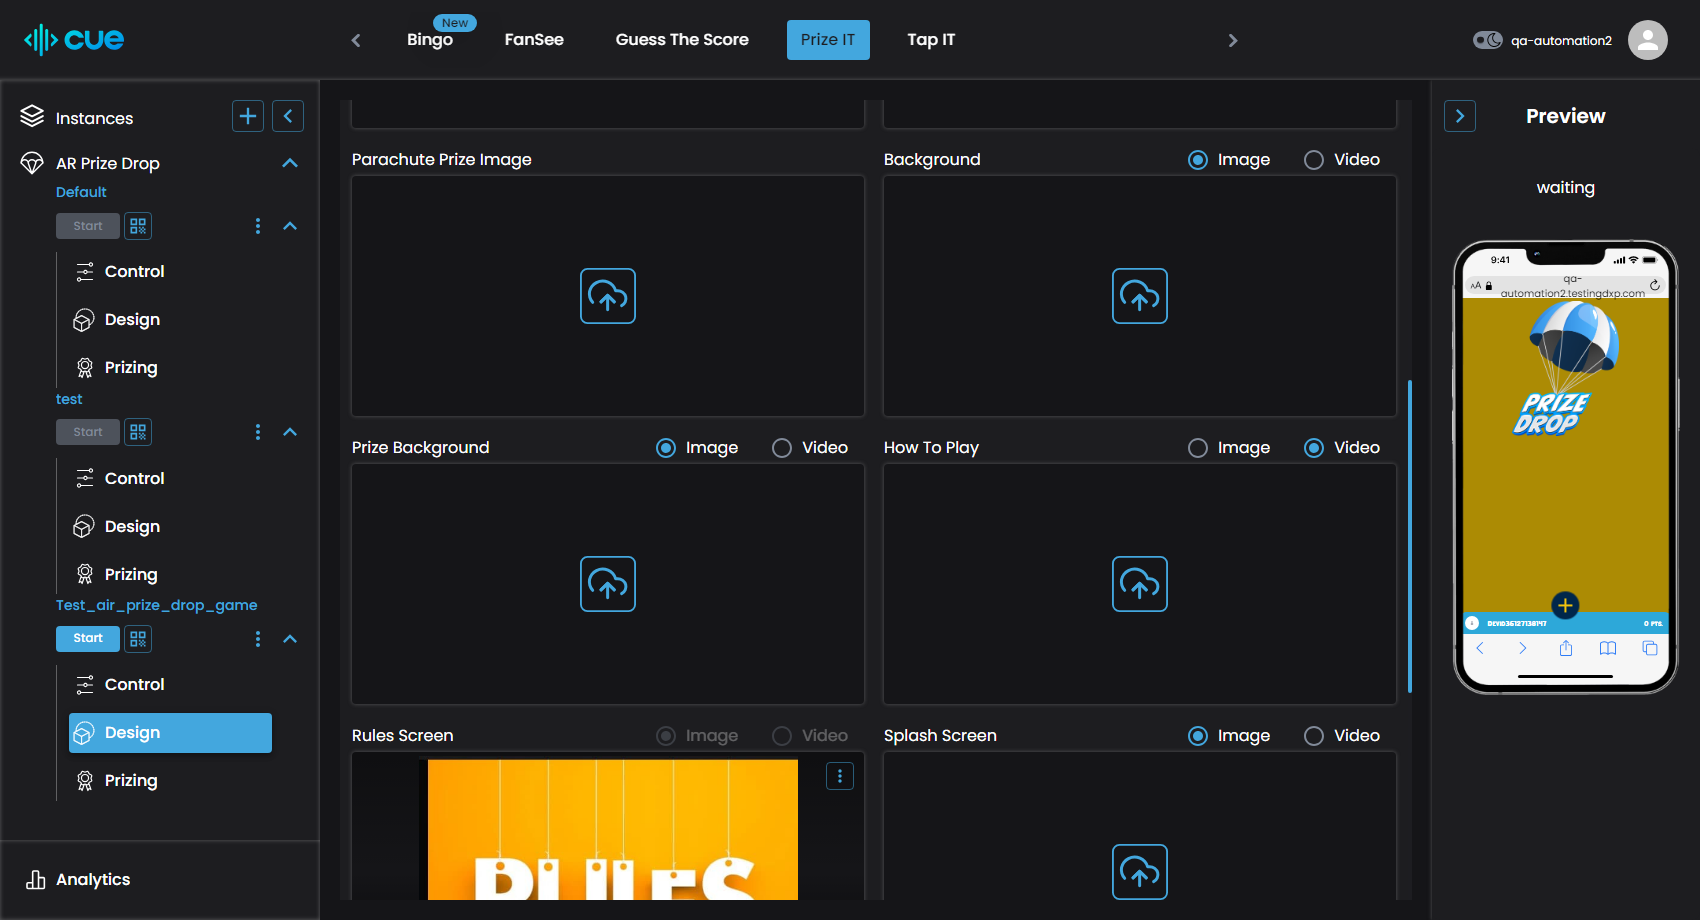 cue
New
Bingo
FanSee
Guess The Score
Prize IT
Tap IT
qa-automation2
Instances
AR Prize Drop
Default
Start
Control
Design
Prizing
test
Start
Control
Design
Prizing
Test_air_prize_drop_game
Start
Control
Design
Prizing
Analytics
Parachute Prize Image
Background
Image
Video
Prize Background
Image
Video
How To Play
Image
Video
Rules Screen
Image
Video
RULES
Splash Screen
Image
Video
Preview
waiting
9:41
AA
qa-
automation2.testingdxp.com
PRIZE
DROP
0 PTS.